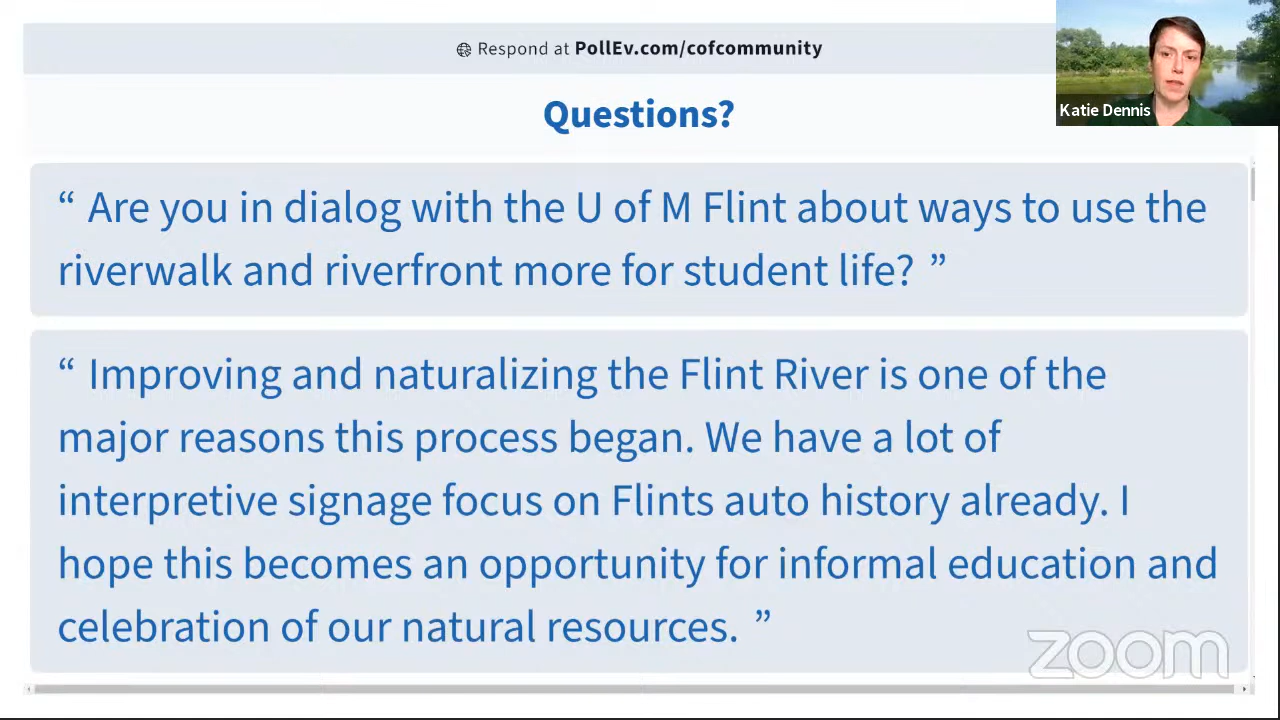 Respond at PollEv.com/cofcommunity
Katie Dennis
Questions?
“ Are you in dialog with the U of M Flint about ways to use the
riverwalk and riverfront more for student life? ”
“ Improving and naturalizing the Flint River is one of the
major reasons this process began. We have a lot of
interpretive signage focus on Flints auto history already. I
hope this becomes an opportunity for informal education and
celebration of our natural resources. ”
zoom